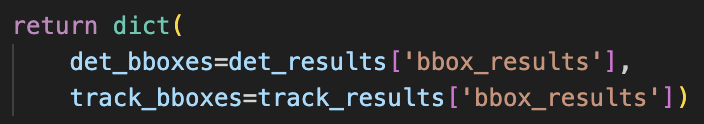 return dict(
    det_bboxes=det_results['bbox_results'],
    track_bboxes=track_results['bbox_results'])